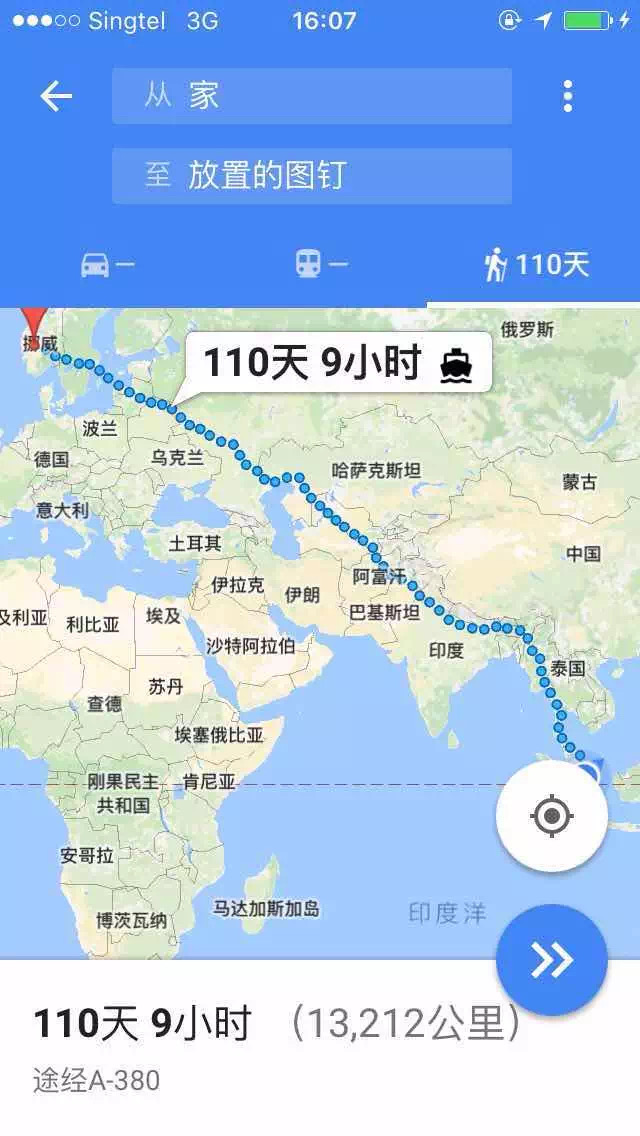 Singtel 3G 16:07
从 家
至 放置的图钉
110天
挪威
俄罗斯
110天 9小时
波兰
德国
乌克兰
哈萨克斯坦
蒙古
意大利
土耳其
中国
伊拉克
伊朗
阿富汗
及利亚
利比亚
埃及
巴基斯坦
沙特阿拉伯
印度
泰国
苏丹
查德
埃塞俄比亚
刚果民主
共和国
肯尼亚
安哥拉
马达加斯加岛
印度洋
博茨瓦纳
110天 9小时 (13,212公里)
途经A-380